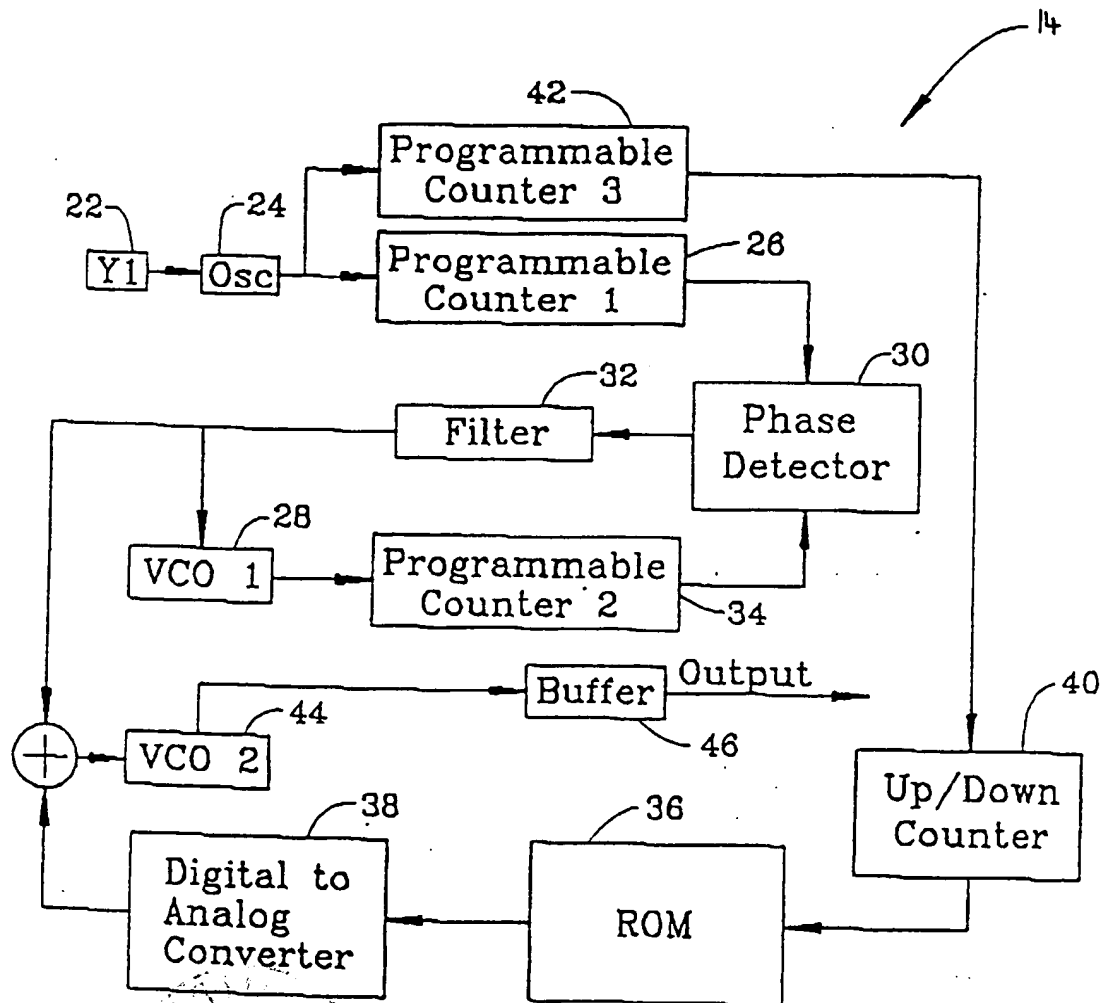 14
42
Programmable
Counter 3
22
24
26
Y1
Osc
Programmable
Counter 1
32
30
Filter
Phase
Detector
28
VCO 1
Programmable
Counter 2
34
Output
Buffer
40
44
46
VCO 2
Up/Down
Counter
38
36
Digital to
Analog
Converter
ROM